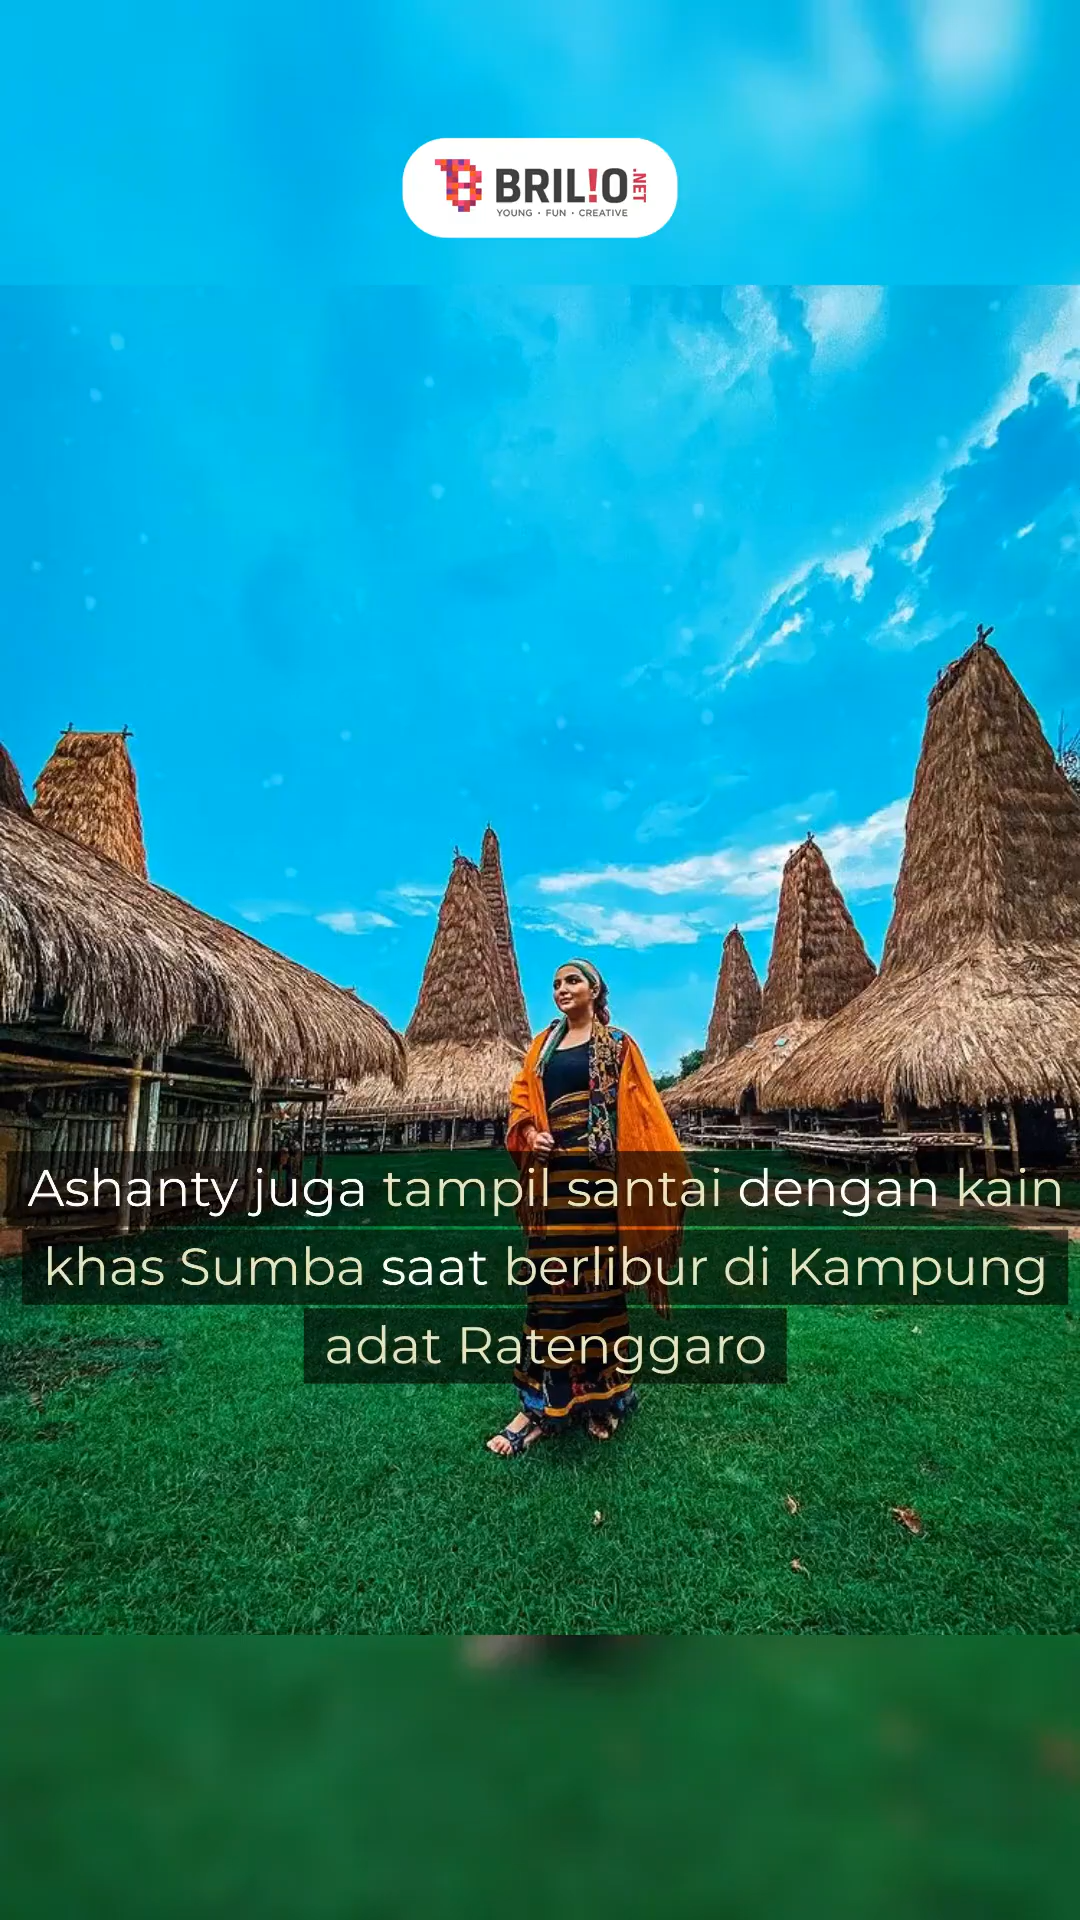 BRIL!O.NET
YOUNG • FUN • CREATIVE
Ashanty juga tampil santai dengan kain
khas Sumba saat berlibur di Kampung
adat Ratenggaro